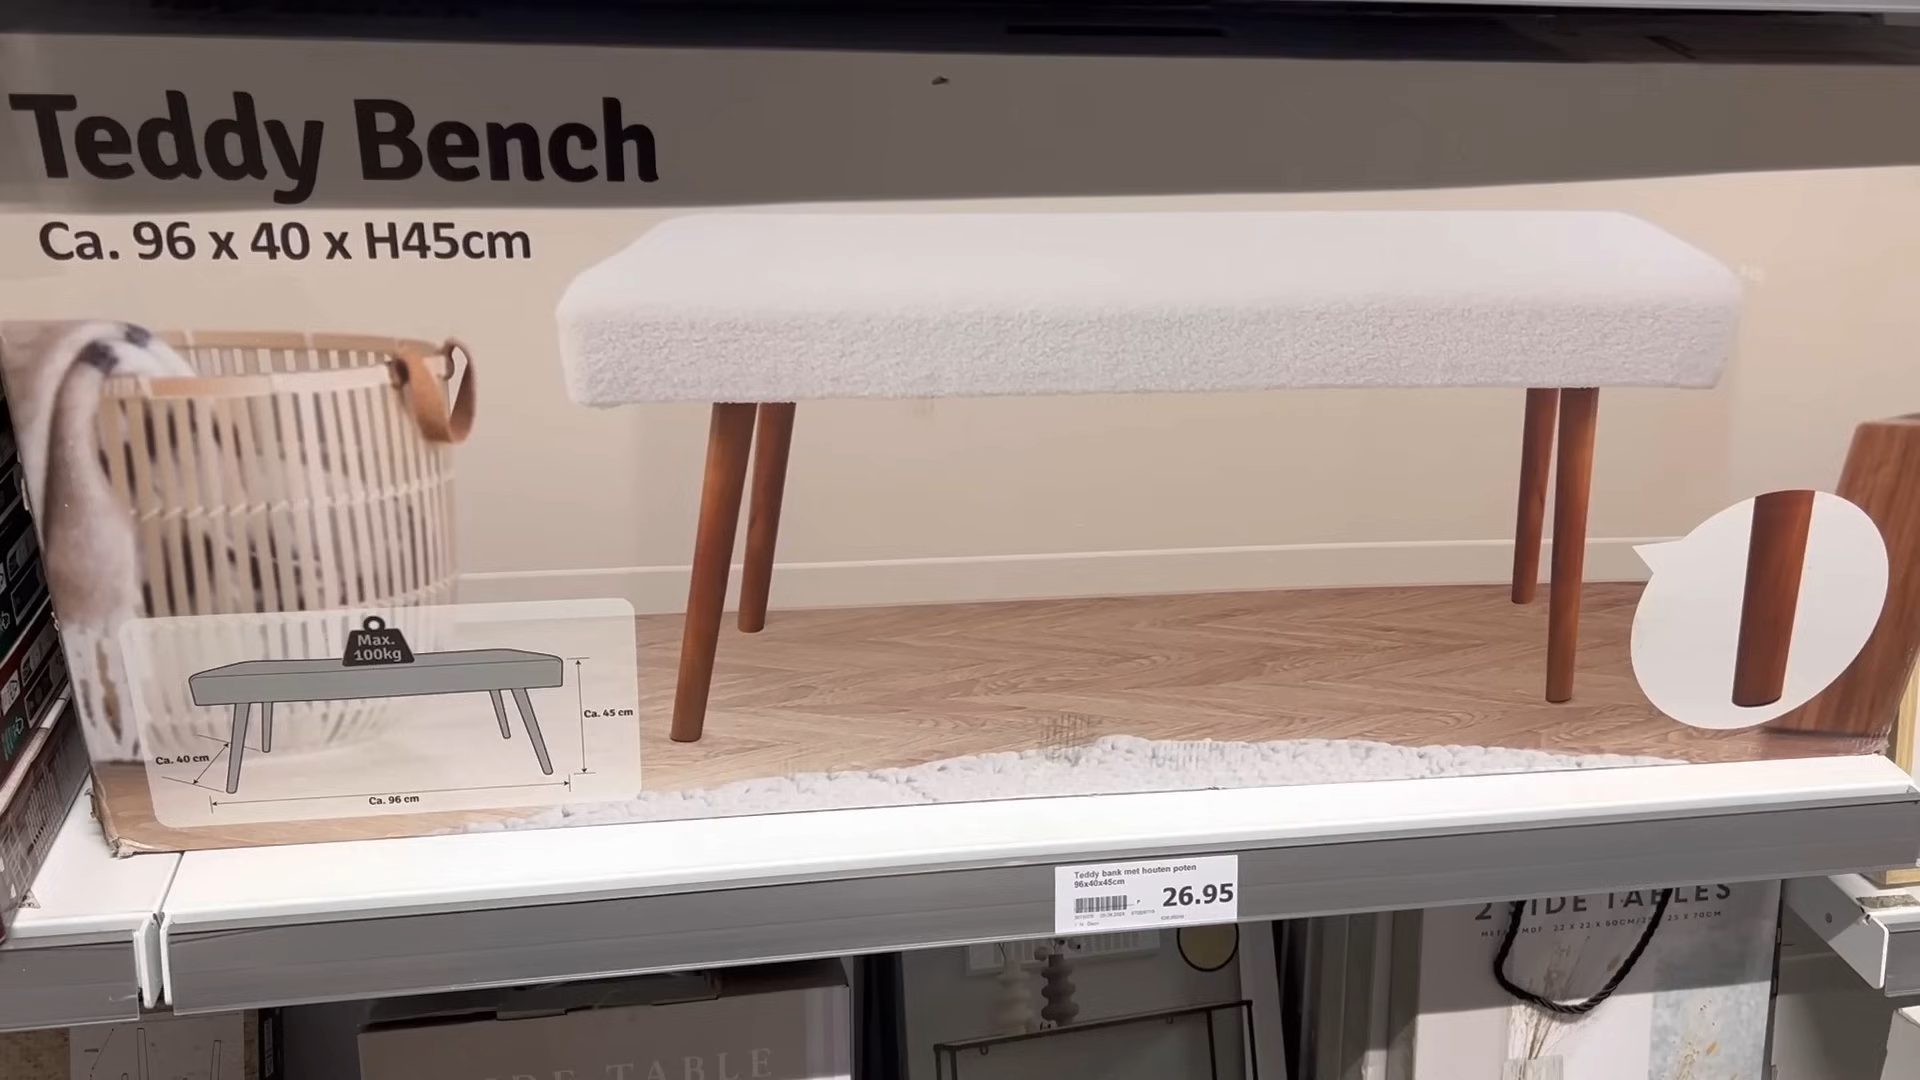 Teddy Bench
Ca. 96 x 40 x H45cm
Max.
100kg
Ca. 45 cm
Ca. 40 cm
Ca. 96 cm
Teddy bank met houten poten
96x40x45cm
26.95
2 SIDE TABLES
TABLE